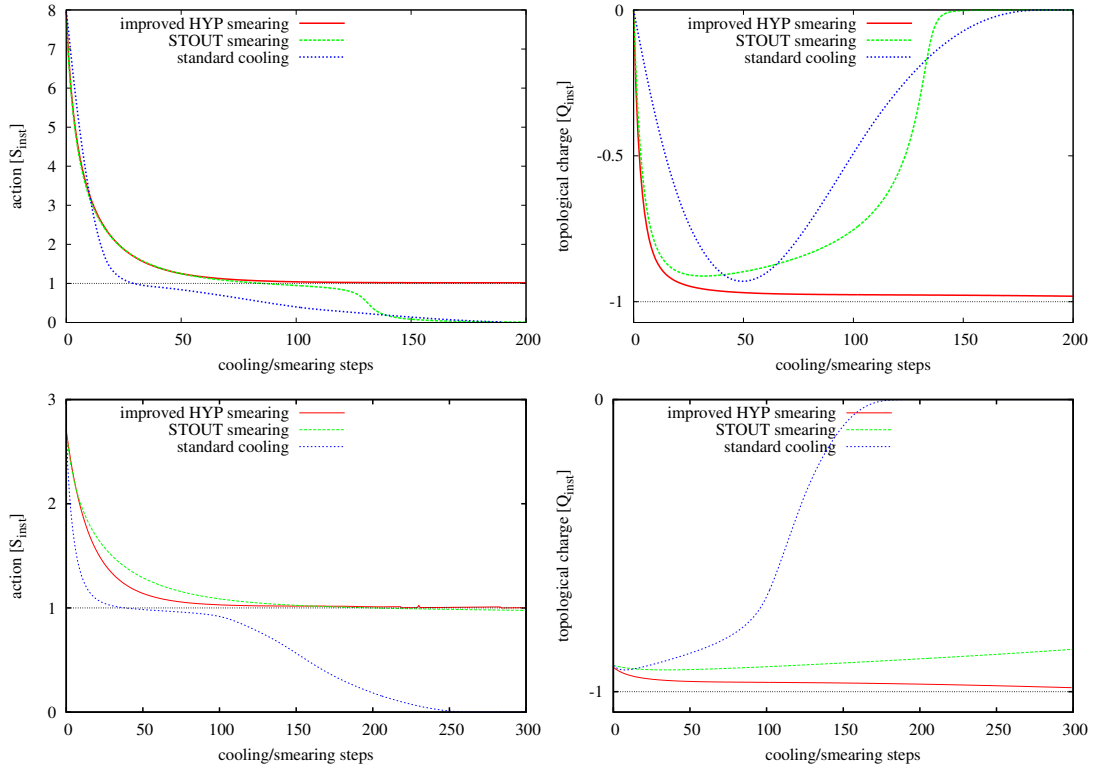 improved HYP smearing
STOUT smearing
standard cooling
action [S_inst]
8
7
6
5
4
3
2
1
0
0 50 100 150 200
cooling/smearing steps
improved HYP smearing
STOUT smearing
standard cooling
topological charge [Q_inst]
0
-0.5
-1
0 50 100 150 200
cooling/smearing steps
improved HYP smearing
STOUT smearing
standard cooling
action [S_inst]
3
2
1
0
0 50 100 150 200 250 300
cooling/smearing steps
improved HYP smearing
STOUT smearing
standard cooling
topological charge [Q_inst]
0
-1
0 50 100 150 200 250 300
cooling/smearing steps